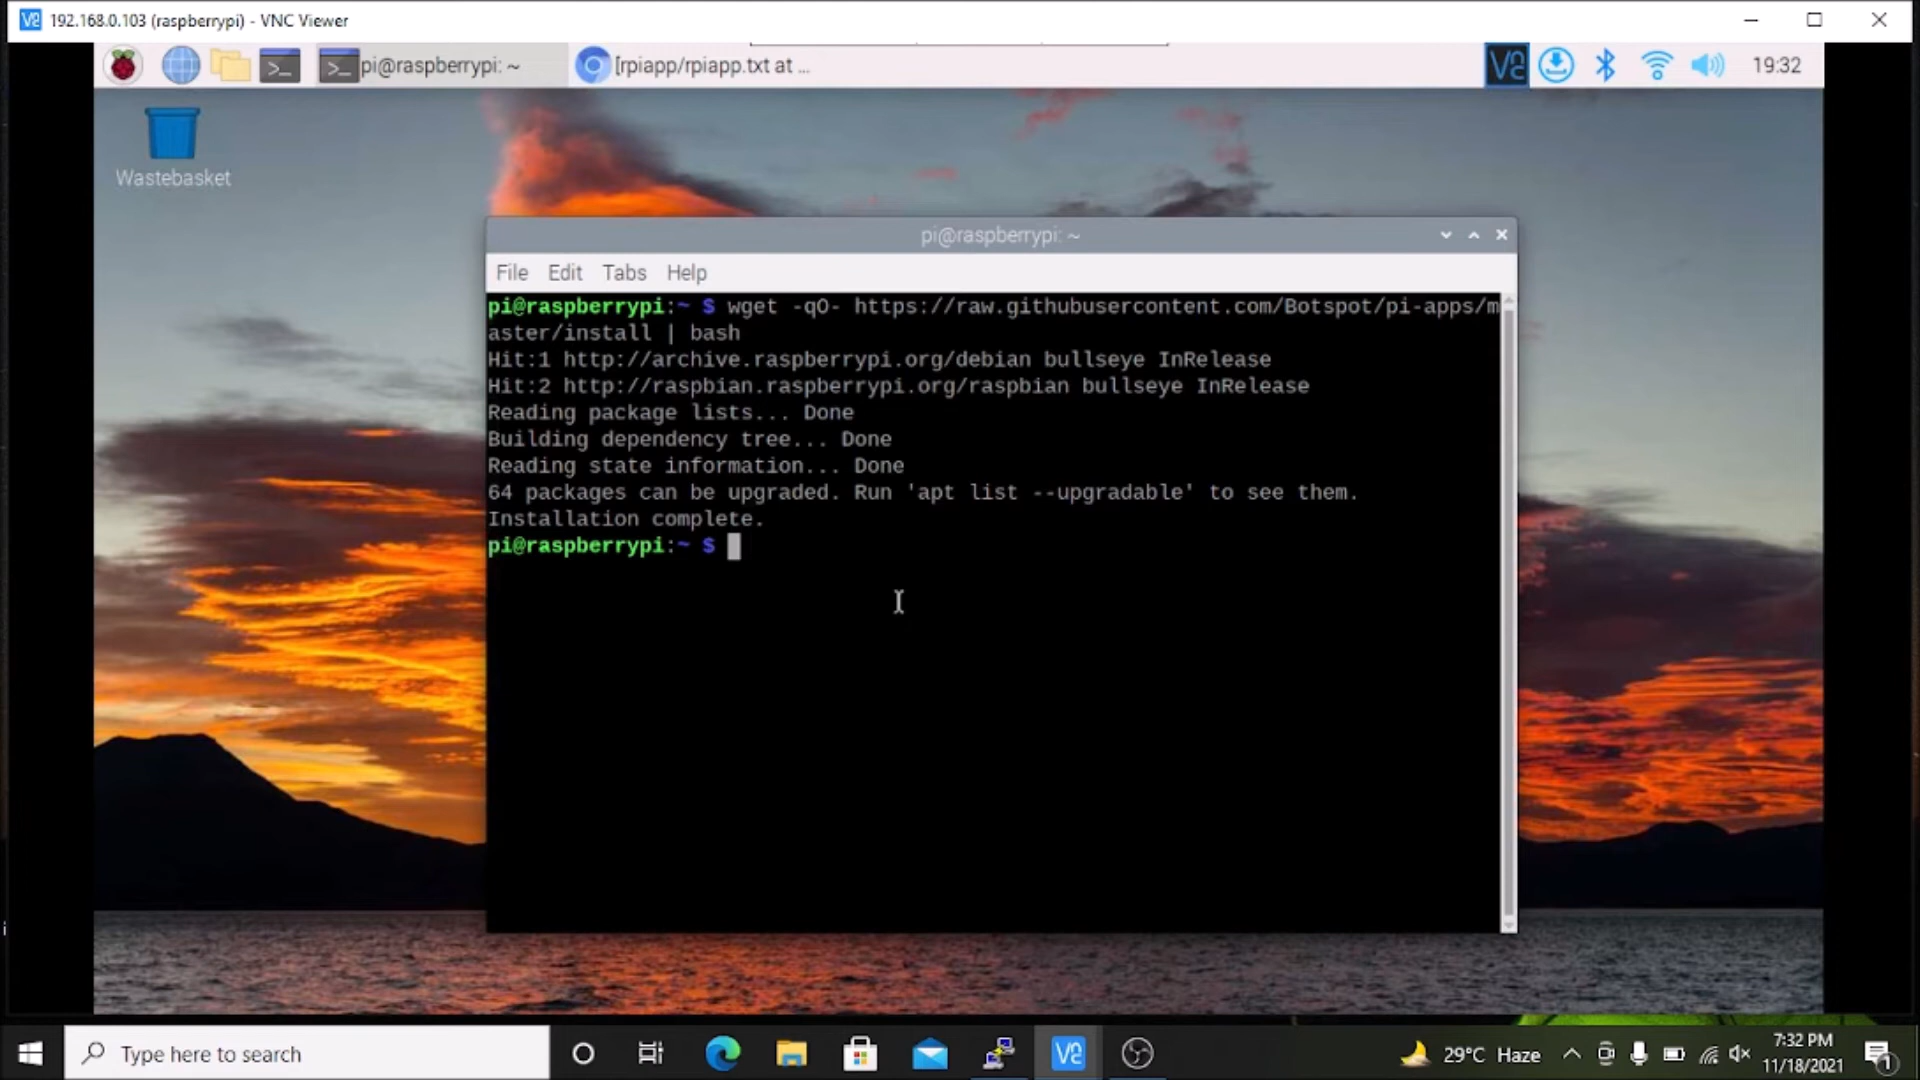 192.168.0.103 (raspberrypi) - VNC Viewer
pi@raspberrypi: ~
[rpiapp/rpiapp.txt at ...
19:32
Wastebasket
pi@raspberrypi: ~
File Edit Tabs Help
pi@raspberrypi:~ $ wget -qO- https://raw.githubusercontent.com/Botspot/pi-apps/m
aster/install | bash
Hit:1 http://archive.raspberrypi.org/debian bullseye InRelease
Hit:2 http://raspbian.raspberrypi.org/raspbian bullseye InRelease
Reading package lists... Done
Building dependency tree... Done
Reading state information... Done
64 packages can be upgraded. Run 'apt list --upgradable' to see them.
Installation complete.
pi@raspberrypi:~ $
Type here to search
29°C Haze
7:32 PM
11/18/2021
1